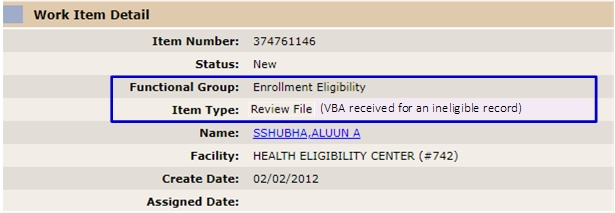 Work Item Detail
Item Number: 374761146
Status: New
Functional Group: Enrollment Eligibility
Item Type: Review File (VBA received for an ineligible record)
Name: SSHUBHA,ALUUN A
Facility: HEALTH ELIGIBILITY CENTER (#742)
Create Date: 02/02/2012
Assigned Date: